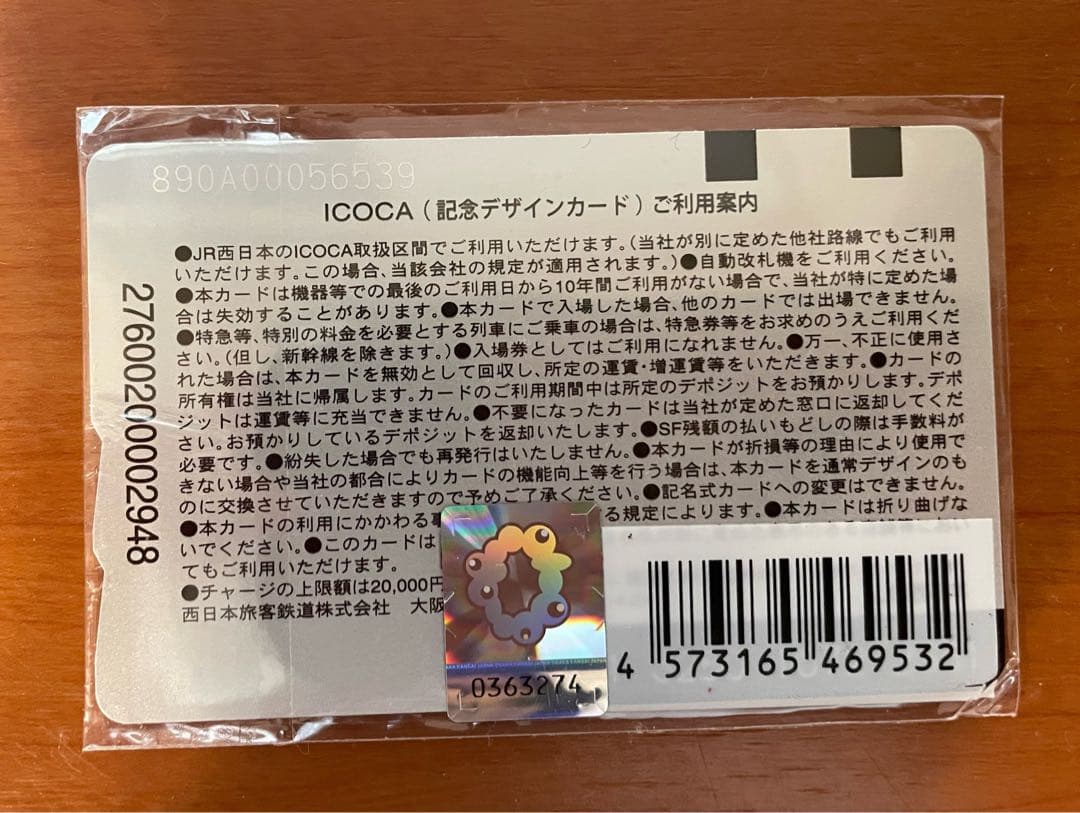 890A00056539
ICOCA（記念デザインカード）ご利用案内
●JR西日本のICOCA取扱区間でご利用いただけます。（当社が別に定めた他社路線でもご利用
いただけます。この場合、当該会社の規定が適用されます。）●自動改札機をご利用ください。
●本カードは機器等での最後のご利用日から10年間ご利用がない場合で、当社が特に定めた場
合は失効することがあります。●本カードで入場した場合、他のカードでは出場できません。
●特急等、特別の料金を必要とする列車にご乗車の場合は、特急券等をお求めのうえご利用くだ
さい。（但し、新幹線を除きます。）●入場券としてはご利用になれません。●万一、不正に使用さ
れた場合は、本カードを無効として回収し、所定の運賃・増運賃等をいただきます。●カードの
所有権は当社に帰属します。カードのご利用期間中は所定のデポジットをお預かりします。デポ
ジットは運賃等に充当できません。●不要になったカードは当社が定めた窓口に返却してくだ
さい。お預かりしているデポジットを返却いたします。●SF残額の払いもどしの際は手数料が
必要です。●紛失した場合でも再発行はいたしません。●本カードが折損等の理由により使用で
きない場合や当社の都合によりカードの機能向上等を行う場合は、本カードを通常デザインのも
のに交換させていただきますので予めご了承ください。●記名式カードへの変更はできません。
●本カードの利用にかかわる る規定によります。●本カードは折り曲げな
いでください。●このカードは
てもご利用いただけます。
●チャージの上限額は20,000円
西日本旅客鉄道株式会社 大阪
2760020000002948
0363274
4 573165 469532